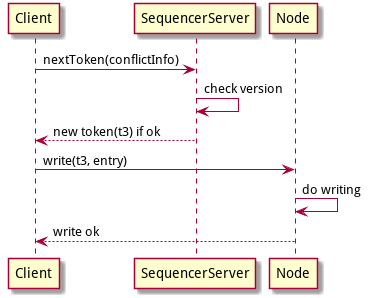 Client SequencerServer Node
nextToken(conflictInfo)
check version
new token(t3) if ok
write(t3, entry)
do writing
write ok
Client SequencerServer Node